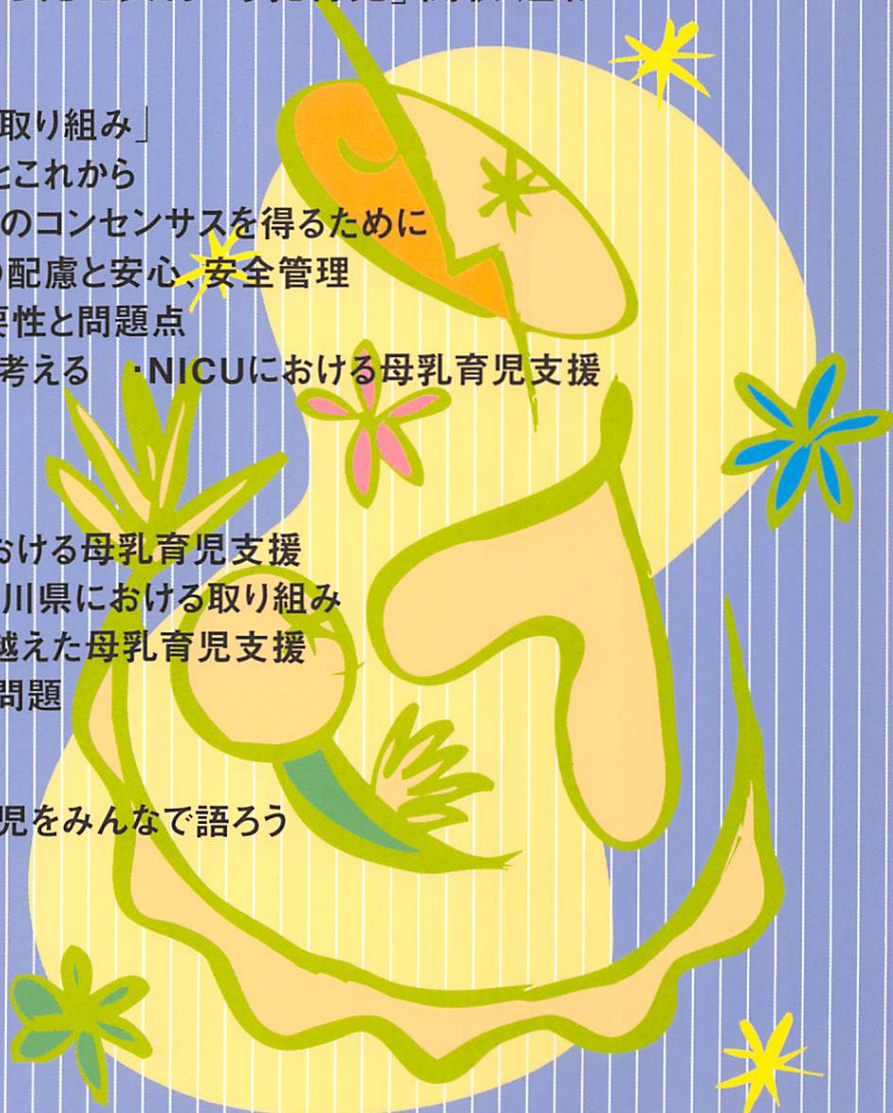 取り組み」
とこれから
のコンセンサスを得るために
の配慮と安心、安全管理
要性と問題点
考える ・NICUにおける母乳育児支援
おける母乳育児支援
川県における取り組み
越えた母乳育児支援
問題
児をみんなで語ろう